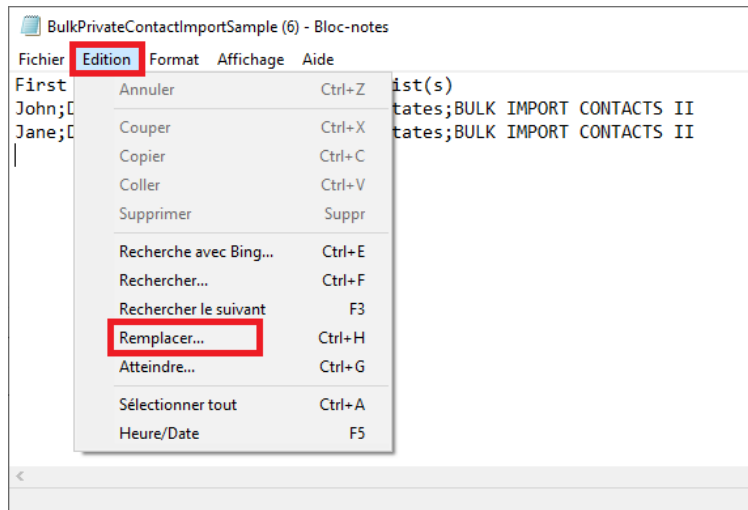 BulkPrivateContactImportSample (6) - Bloc-notes
Fichier Edition Format Affichage Aide
First ist(s)
John;D tates;BULK IMPORT CONTACTS II
Jane;D tates;BULK IMPORT CONTACTS II
Annuler Ctrl+Z
Couper Ctrl+X
Copier Ctrl+C
Coller Ctrl+V
Supprimer Suppr
Recherche avec Bing... Ctrl+E
Rechercher... Ctrl+F
Rechercher le suivant F3
Remplacer... Ctrl+H
Atteindre... Ctrl+G
Sélectionner tout Ctrl+A
Heure/Date F5